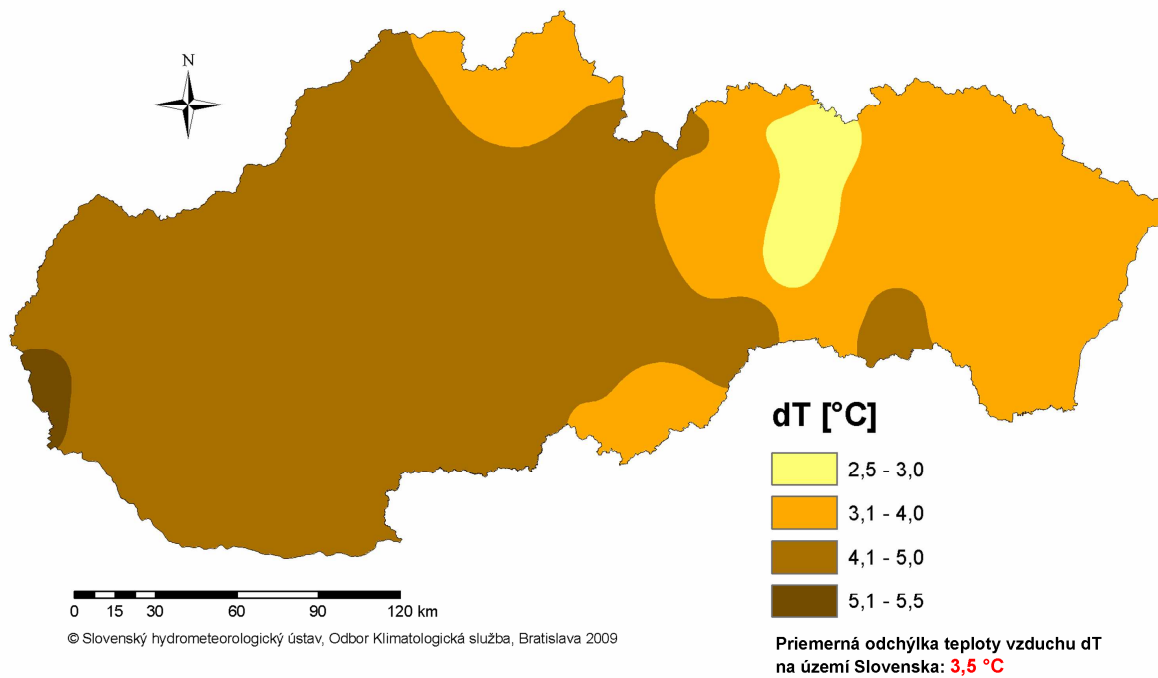 N
dT [°C]
2,5 - 3,0
3,1 - 4,0
4,1 - 5,0
5,1 - 5,5
0 15 30 60 90 120 km
© Slovenský hydrometeorologický ústav, Odbor Klimatologická služba, Bratislava 2009
Priemerná odchýlka teploty vzduchu dT
na území Slovenska: 3,5 °C